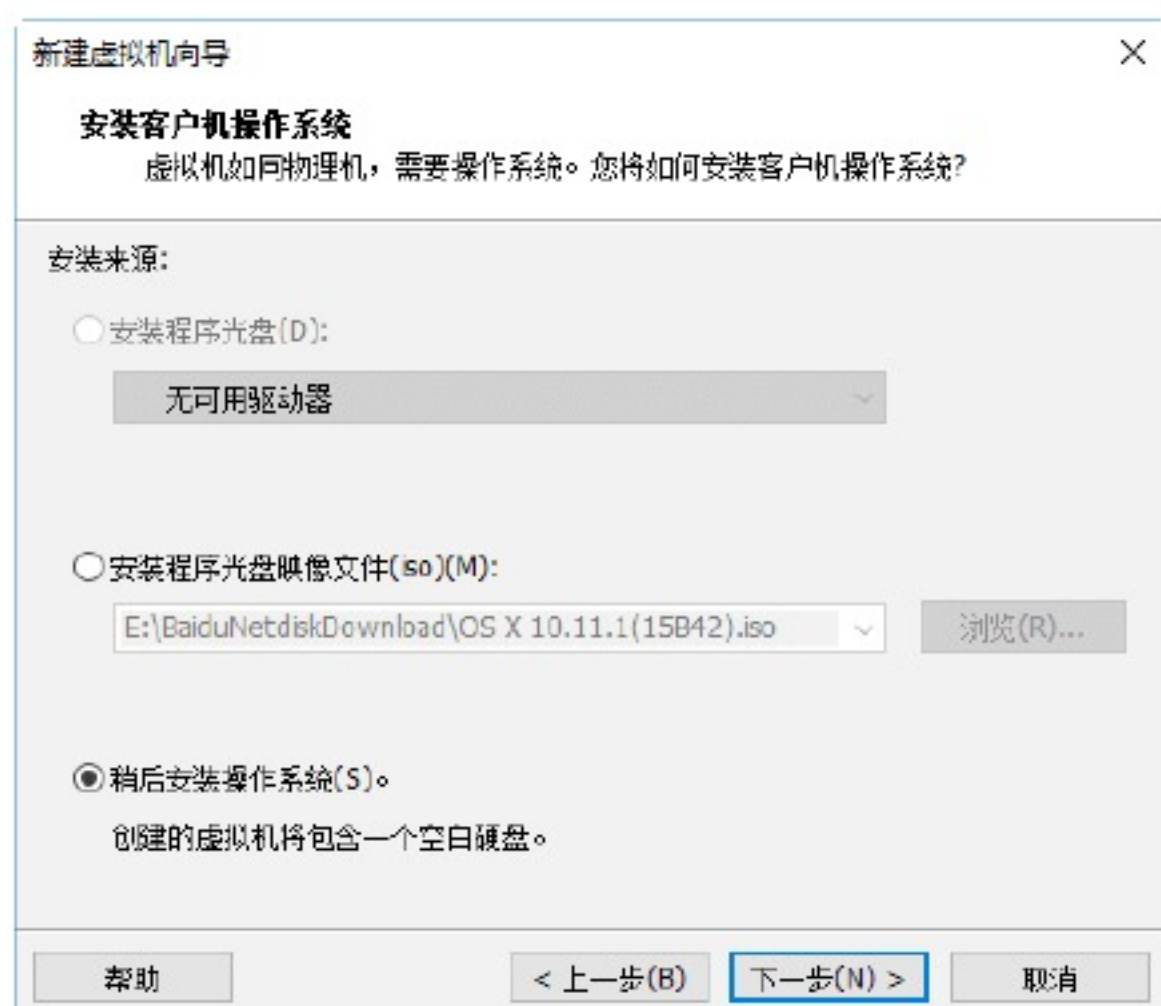 新建虚拟机向导
安装客户机操作系统
虚拟机如同物理机，需要操作系统。您将如何安装客户机操作系统?
安装来源:
安装程序光盘(D):
无可用驱动器
安装程序光盘映像文件(iso)(M):
E:\BaiduNetdiskDownload\OS X 10.11.1(15B42).iso 浏览(R)...
稍后安装操作系统(S)。
创建的虚拟机将包含一个空白硬盘。
帮助 < 上一步(B) 下一步(N) > 取消